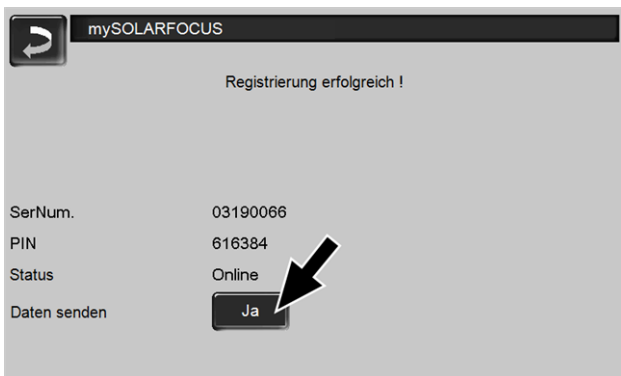 mySOLARFOCUS
Registrierung erfolgreich !
SerNum. 03190066
PIN 616384
Status Online
Daten senden Ja